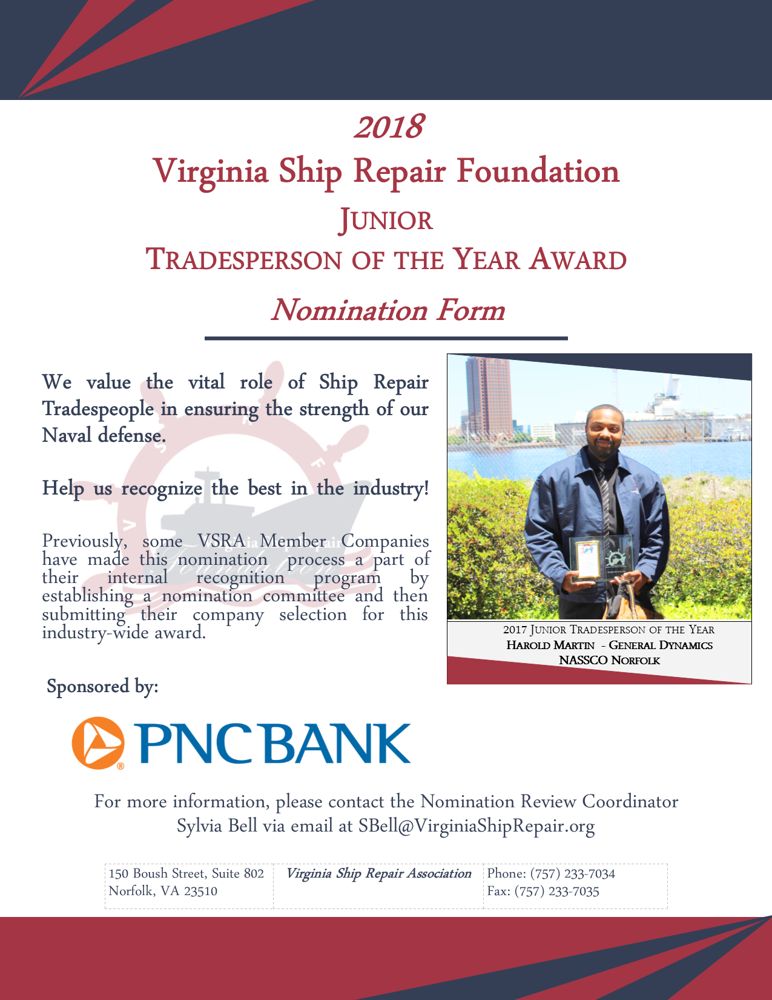 2018
Virginia Ship Repair Foundation
JUNIOR
TRADESPERSON OF THE YEAR AWARD
Nomination Form
We value the vital role of Ship Repair
Tradespeople in ensuring the strength of our
Naval defense.
Help us recognize the best in the industry!
Previously, some VSRA Member Companies
have made this nomination process a part of
their internal recognition program by
establishing a nomination committee and then
submitting their company selection for this
industry-wide award.
V S R F
Virginia Ship Repair
Foundation
2017 JUNIOR TRADESPERSON OF THE YEAR
HAROLD MARTIN - GENERAL DYNAMICS
NASSCO NORFOLK
Sponsored by:
PNC BANK
®
For more information, please contact the Nomination Review Coordinator
Sylvia Bell via email at SBell@VirginiaShipRepair.org
150 Boush Street, Suite 802
Norfolk, VA 23510
Virginia Ship Repair Association
Phone: (757) 233-7034
Fax: (757) 233-7035